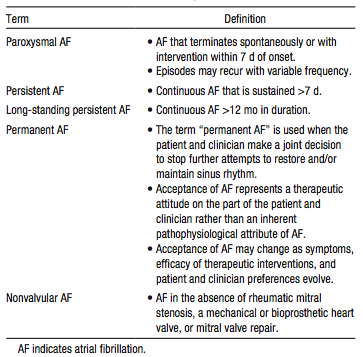 Term Definition
Paroxysmal AF • AF that terminates spontaneously or with
intervention within 7 d of onset.
• Episodes may recur with variable frequency.
Persistent AF • Continuous AF that is sustained >7 d.
Long-standing persistent AF • Continuous AF >12 mo in duration.
Permanent AF • The term “permanent AF” is used when the
patient and clinician make a joint decision
to stop further attempts to restore and/or
maintain sinus rhythm.
• Acceptance of AF represents a therapeutic
attitude on the part of the patient and
clinician rather than an inherent
pathophysiological attribute of AF.
• Acceptance of AF may change as symptoms,
efficacy of therapeutic interventions, and
patient and clinician preferences evolve.
Nonvalvular AF • AF in the absence of rheumatic mitral
stenosis, a mechanical or bioprosthetic heart
valve, or mitral valve repair.
AF indicates atrial fibrillation.